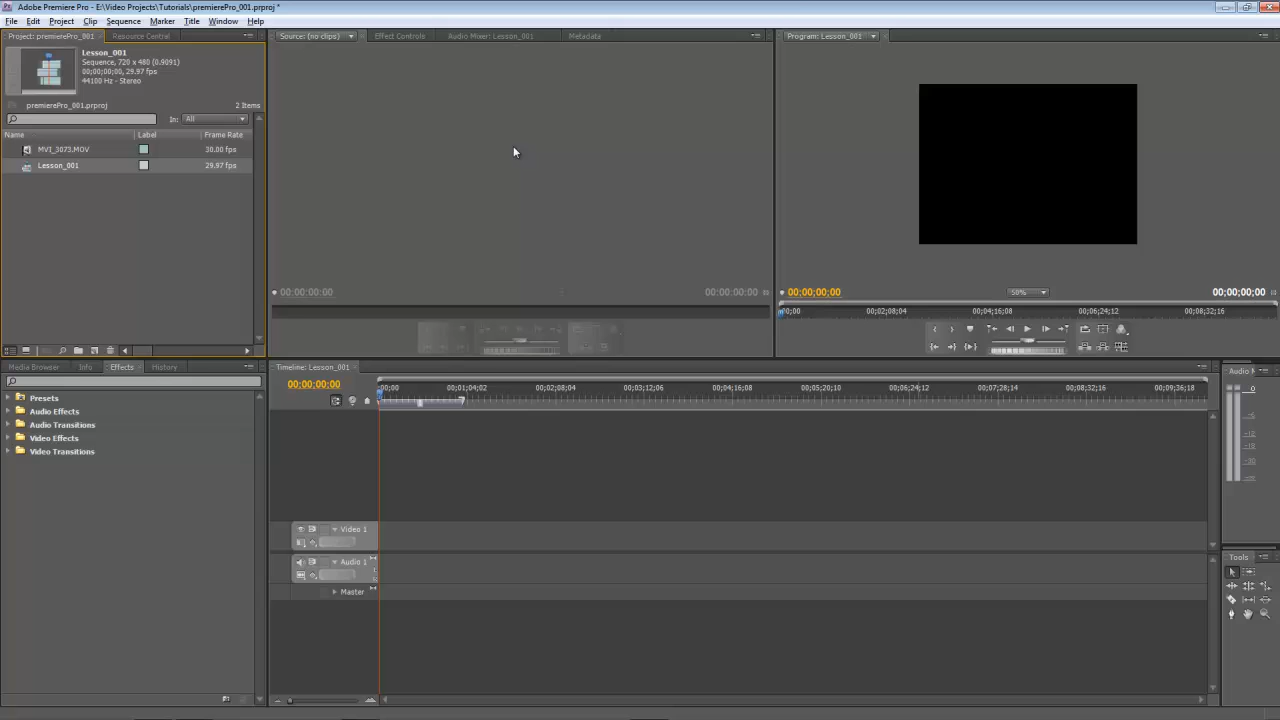 Adobe Premiere Pro - E:\Video Projects\Tutorials\premierePro_001.prproj *
File Edit Project Clip Sequence Marker Title Window Help
Project: premierePro_001 Resource Central
Source: (no clips) Effect Controls Audio Mixer: Lesson_001 Metadata
Program: Lesson_001
Lesson_001
Sequence, 720 x 480 (0.9091)
00;00;00;00, 29.97 fps
44100 Hz - Stereo
premierePro_001.prproj 2 Items
In: All
Name Label Frame Rate
MVI_3073.MOV 30.00 fps
Lesson_001 29.97 fps
00:00:00:00 00:00:00:00
00;00;00;00 50% 00;00;00;00
00;00 00;02;08;04 00;04;16;08 00;06;24;12 00;08;32;16
Media Browser Info Effects History
Presets
Audio Effects
Audio Transitions
Video Effects
Video Transitions
Timeline: Lesson_001
00;00;00;00
00;00 00;01;04;02 00;02;08;04 00;03;12;06 00;04;16;08 00;05;20;10 00;06;24;12 00;07;28;14 00;08;32;16 00;09;36;18
Video 1
Audio 1
Master
Audio M
0
Tools